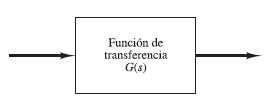 Función de
transferencia
G(s)